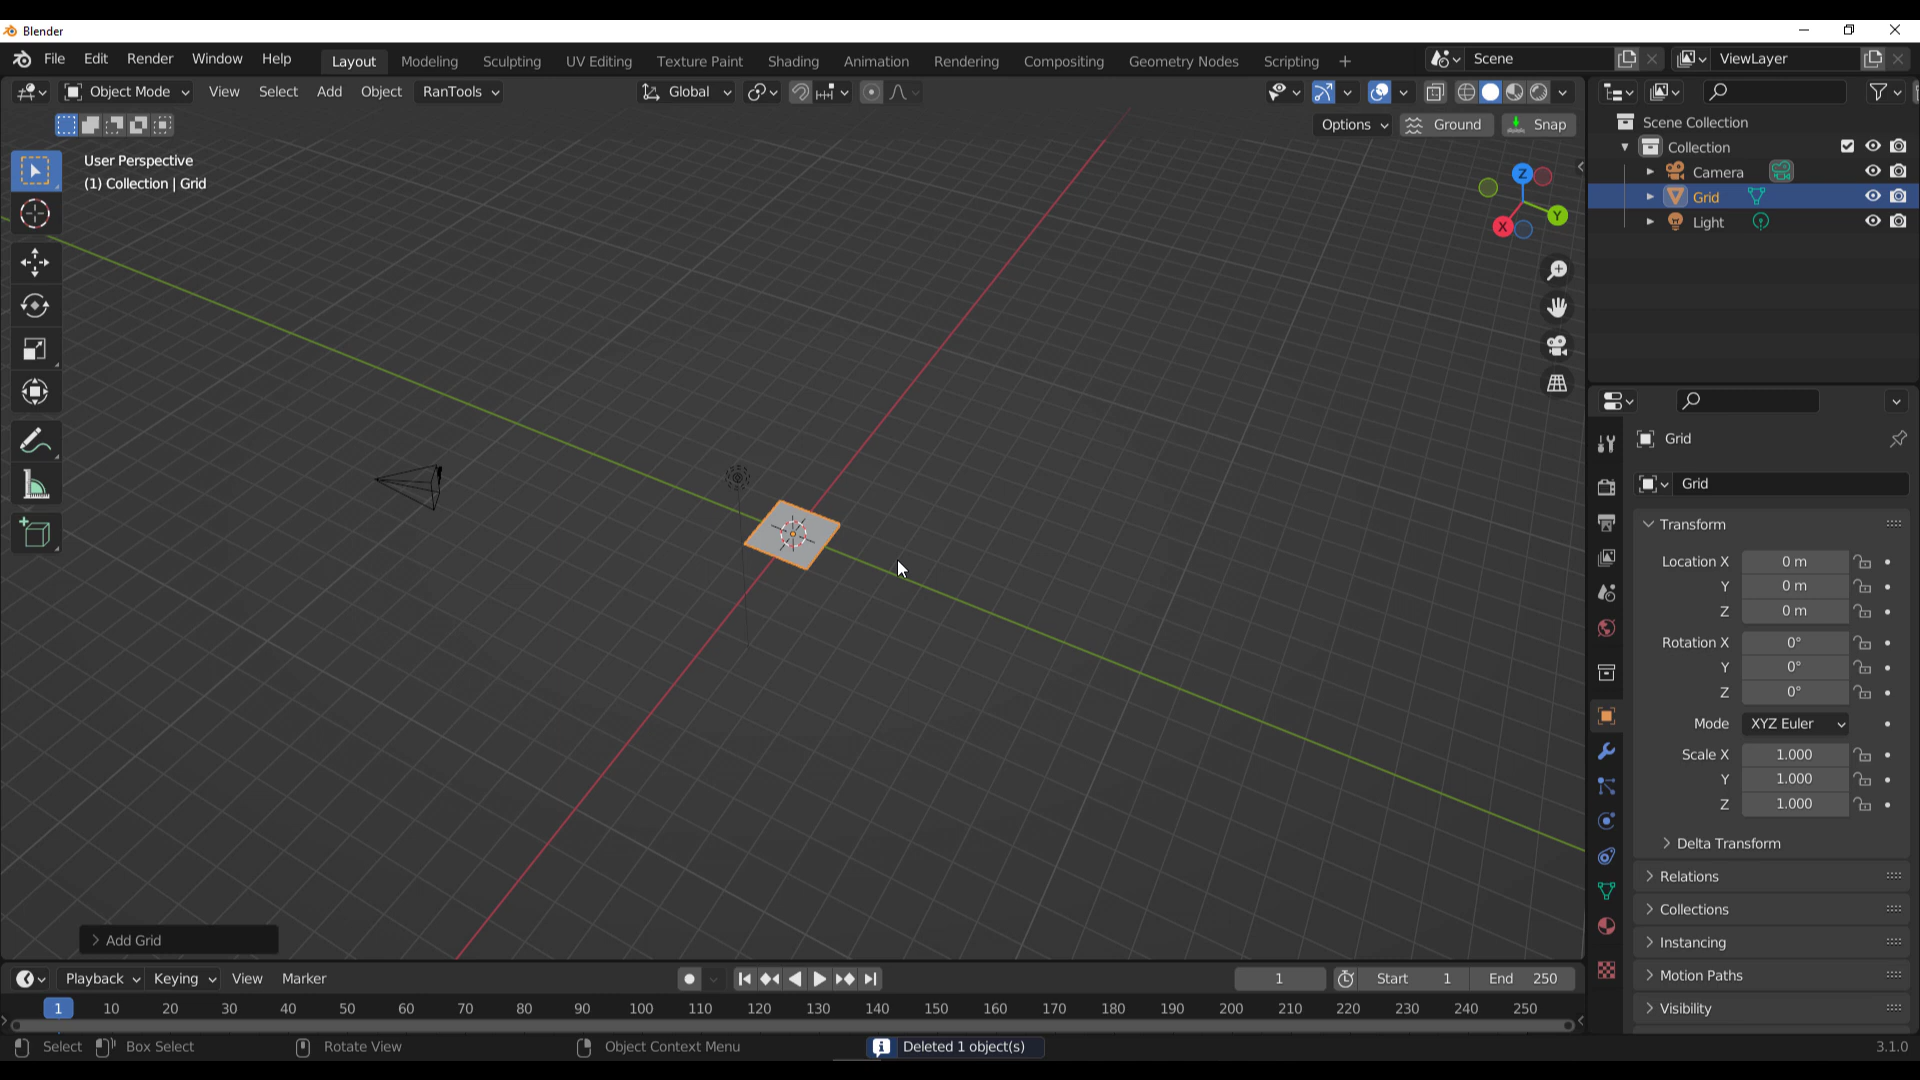 Blender
File Edit Render Window Help Layout Modeling Sculpting UV Editing Texture Paint Shading Animation Rendering Compositing Geometry Nodes Scripting + Scene ViewLayer
Object Mode View Select Add Object RanTools Global
Options Ground Snap
User Perspective
(1) Collection | Grid
Z
Y
X
Scene Collection
Collection
Camera
Grid
Light
Grid
Grid
Transform
Location X 0 m
Y 0 m
Z 0 m
Rotation X 0°
Y 0°
Z 0°
Mode XYZ Euler
Scale X 1.000
Y 1.000
Z 1.000
Delta Transform
Relations
Collections
Instancing
Motion Paths
Visibility
Add Grid
Playback Keying View Marker 1 Start 1 End 250
1 10 20 30 40 50 60 70 80 90 100 110 120 130 140 150 160 170 180 190 200 210 220 230 240 250
Select Box Select Rotate View Object Context Menu Deleted 1 object(s) 3.1.0